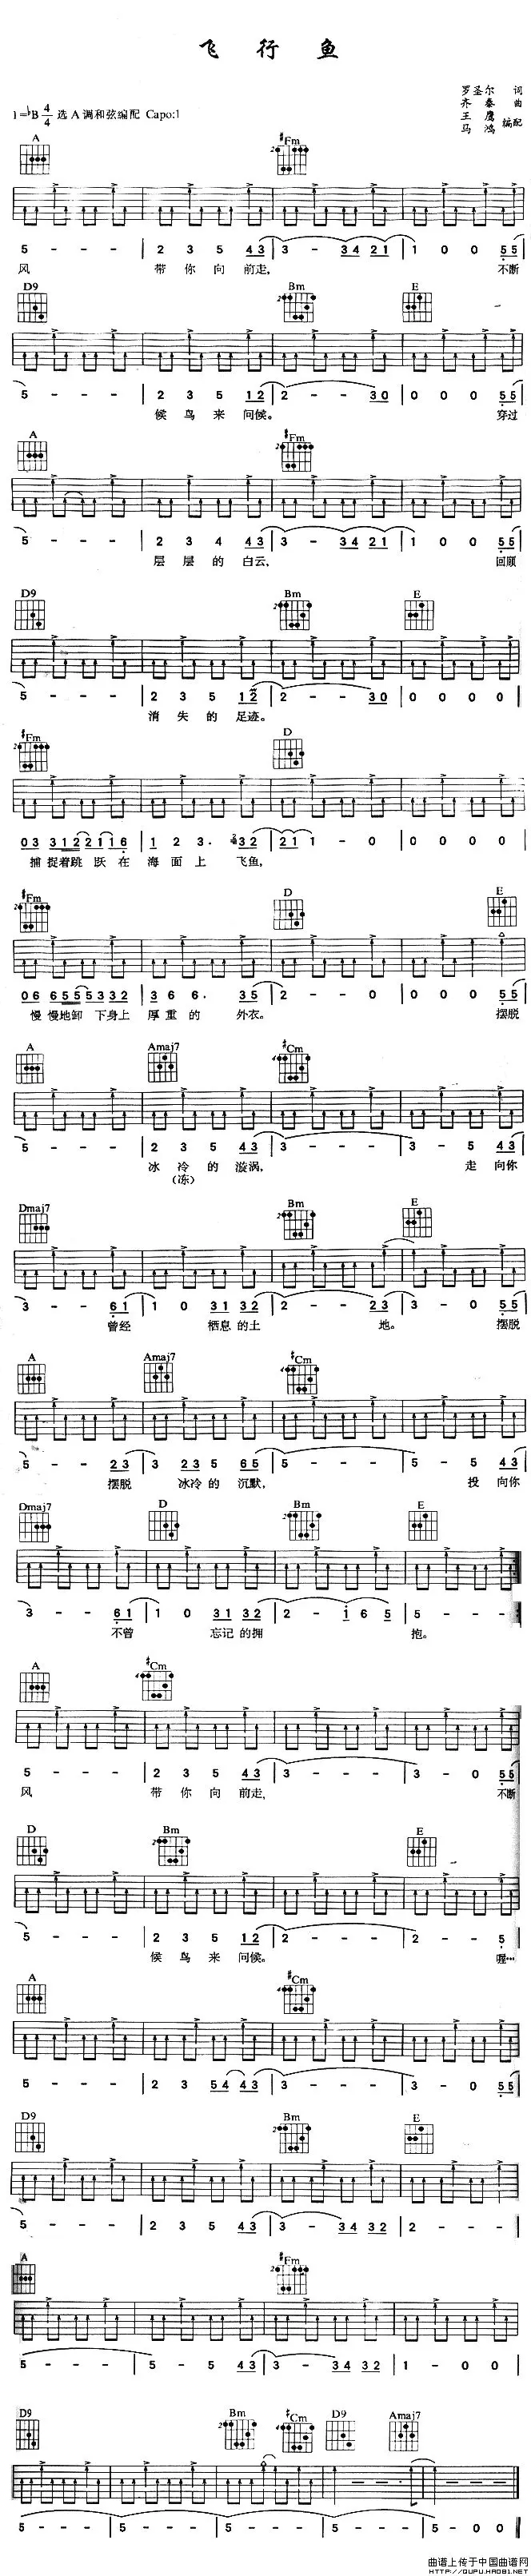 飞行鱼
罗圣尔 词
齐秦 曲
王鹰
马鸿 编配
1=♭B 4/4 选A调和弦编配 Capo:1
A #Fm
5 - - - | 2 3 5 43 | 3 - 34 21 | 1 0 0 55
风 带你向前走, 不断
D9 Bm E
5 - - - | 2 3 5 12 | 2 - - 30 | 0 0 0 55
候鸟来问候。 穿过
A #Fm
5 - - - | 2 3 4 43 | 3 - 34 21 | 1 0 0 55
层层的白云, 回顾
D9 Bm E
5 - - - | 2 3 5 12 | 2 - - 30 | 0 0 0 0
消失的足迹。
#Fm D
03 312 21 116 | 1 2 3. 32 | 21 1 - 0 | 0 0 0 0
捕捉着跳跃在海面上飞鱼,
#Fm D E
06 655 5332 | 3 6 6. 35 | 2 - - 0 | 0 0 0 55
慢慢地卸下身上厚重的外衣。 摆脱
A Amaj7 #Cm
5 - - - | 2 3 5 43 | 3 - - - | 3 - 5 43
冰冷的漩涡, 走向你
(冻)
Dmaj7 Bm E
3 - - 61 | 1 0 31 32 | 2 - - 23 | 3 - 0 55
曾经 栖息的土 地。 摆脱
A Amaj7 #Cm
5 - - 23 | 3 23 5 65 | 5 - - - | 5 - 5 43
摆脱 冰冷的沉默, 投向你
Dmaj7 D Bm E
3 - - 61 | 1 0 31 32 | 2 - 1 65 | 5 - - -
不曾 忘记的拥 抱。
A #Cm
5 - - - | 2 3 5 43 | 3 - - - | 3 - 0 55
风 带你向前走, 不断
D Bm E
5 - - - | 2 3 5 12 | 2 - - - | 2 - - 5
候鸟来问候。 喔…
A #Cm
5 - - - | 2 3 54 43 | 3 - - - | 3 - 0 55
D9 Bm E
5 - - - | 2 3 5 43 | 3 - 34 32 | 2 - - -
A #Fm
5 - - - | 5 - 5 43 | 3 - 34 32 | 1 - 0 0
D9 Bm #Cm D9 Amaj7
5 - - - | 5 - - - | 5 - - - | 5 - - - | 5 - 0 0
曲谱上传于中国曲谱网
HTTP://QUPU.HAO81.NET